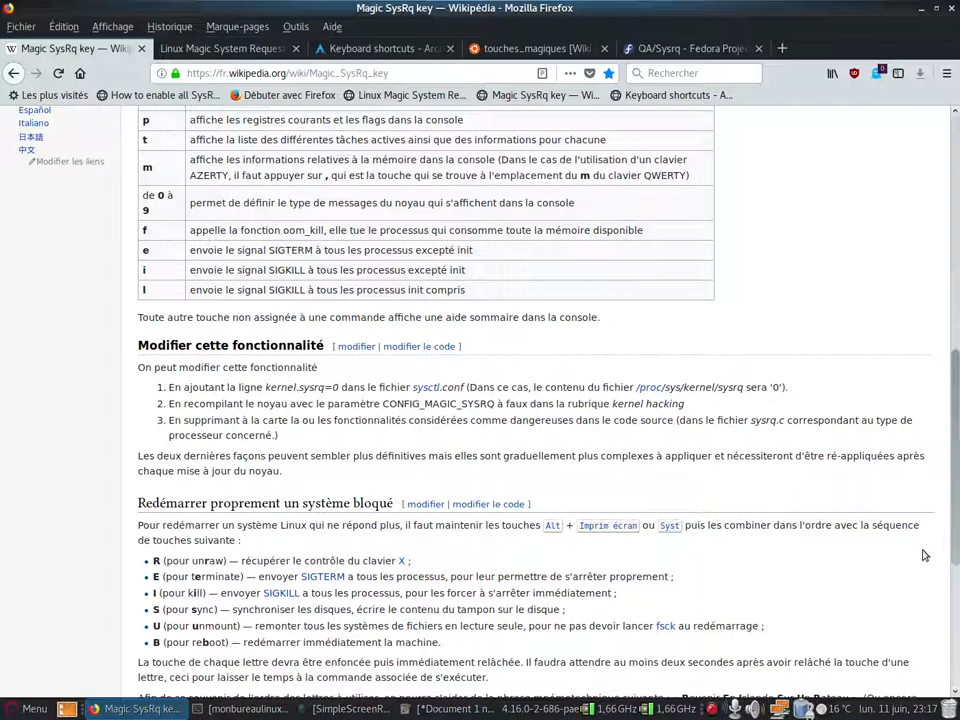 Magic SysRq key — Wikipédia - Mozilla Firefox
Fichier Édition Affichage Historique Marque-pages Outils Aide
Magic SysRq key — Wiki Linux Magic System Request Keyboard shortcuts - Arc touches_magiques [Wiki QA/Sysrq - Fedora Proje
https://fr.wikipedia.org/wiki/Magic_SysRq_key Rechercher 0
Les plus visités How to enable all SysR... Débuter avec Firefox Linux Magic System Re... Magic SysRq key — Wi... Keyboard shortcuts - A...
Español
Italiano
日本語
中文
Modifier les liens
p affiche les registres courants et les flags dans la console
t affiche la liste des différentes tâches actives ainsi que des informations pour chacune
m affiche les informations relatives à la mémoire dans la console (Dans le cas de l'utilisation d'un clavier
AZERTY, il faut appuyer sur , qui est la touche qui se trouve à l'emplacement du m du clavier QWERTY)
de 0 à
9 permet de définir le type de messages du noyau qui s'affichent dans la console
f appelle la fonction oom_kill, elle tue le processus qui consomme toute la mémoire disponible
e envoie le signal SIGTERM à tous les processus excepté init
i envoie le signal SIGKILL à tous les processus excepté init
l envoie le signal SIGKILL à tous les processus init compris
Toute autre touche non assignée à une commande affiche une aide sommaire dans la console.
Modifier cette fonctionnalité [ modifier | modifier le code ]
On peut modifier cette fonctionnalité
1. En ajoutant la ligne kernel.sysrq=0 dans le fichier sysctl.conf (Dans ce cas, le contenu du fichier /proc/sys/kernel/sysrq sera '0').
2. En recompilant le noyau avec le paramètre CONFIG_MAGIC_SYSRQ à faux dans la rubrique kernel hacking
3. En supprimant à la carte la ou les fonctionnalités considérées comme dangereuses dans le code source (dans le fichier sysrq.c correspondant au type de
processeur concerné.)
Les deux dernières façons peuvent sembler plus définitives mais elles sont graduellement plus complexes à appliquer et nécessiteront d'être ré-appliquées après
chaque mise à jour du noyau.
Redémarrer proprement un système bloqué [ modifier | modifier le code ]
Pour redémarrer un système Linux qui ne répond plus, il faut maintenir les touches Alt + Imprim écran ou Syst puis les combiner dans l'ordre avec la séquence
de touches suivante :
• R (pour unraw) — récupérer le contrôle du clavier X ;
• E (pour terminate) — envoyer SIGTERM a tous les processus, pour leur permettre de s'arrêter proprement ;
• I (pour kill) — envoyer SIGKILL a tous les processus, pour les forcer à s'arrêter immédiatement ;
• S (pour sync) — synchroniser les disques, écrire le contenu du tampon sur le disque ;
• U (pour unmount) — remonter tous les systèmes de fichiers en lecture seule, pour ne pas devoir lancer fsck au redémarrage ;
• B (pour reboot) — redémarrer immédiatement la machine.
La touche de chaque lettre devra être enfoncée puis immédiatement relâchée. Il faudra attendre au moins deux secondes après avoir relâché la touche d'une
lettre, ceci pour laisser le temps à la commande associée de s'exécuter.
Menu Magic SysRq ke... [monbureaulinux... [SimpleScreenR... [*Document 1 n... 4.16.0-2-686-pae 1,66GHz 1,66GHz 16 °C lun. 11 juin, 23:17